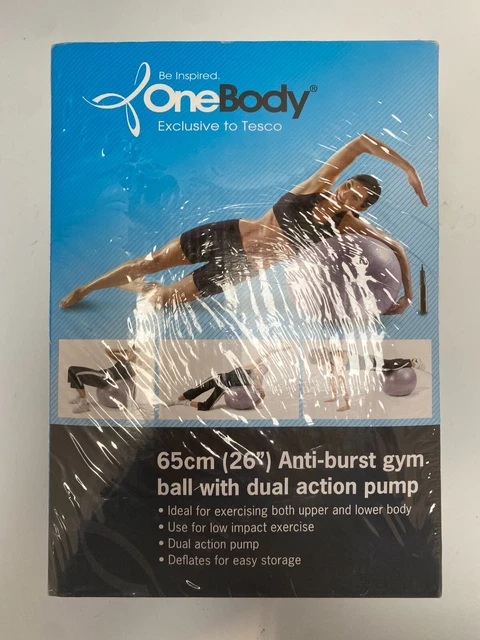 Be Inspired.
OneBody®
Exclusive to Tesco
65cm (26”) Anti-burst gym
ball with dual action pump
• Ideal for exercising both upper and lower body
• Use for low impact exercise
• Dual action pump
• Deflates for easy storage